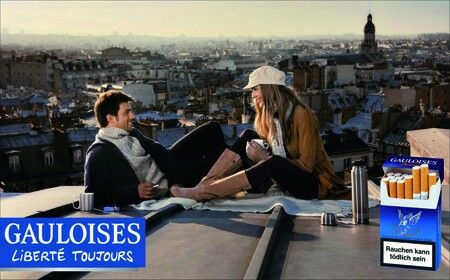 GAULOISES
LiBERTÉ TOUJOURS
GAULOISES
Rauchen kann
tödlich sein